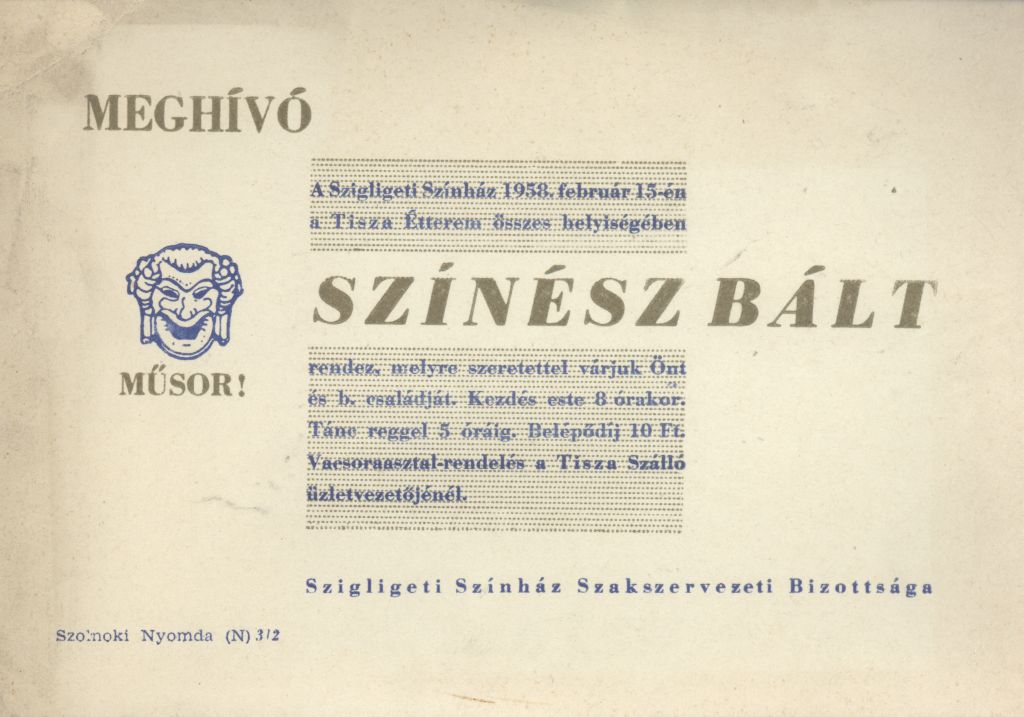 MEGHÍVÓ
A Szigligeti Színház 1958. február 15-én
a Tisza Étterem összes helyiségében
SZÍNÉSZ BÁLT
MŰSOR!
rendez, melyre szeretettel várjuk Önt
és b. családját. Kezdés este 8 órakor.
Tánc reggel 5 óráig. Belépődíj 10 Ft.
Vacsoraasztal-rendelés a Tisza Szálló
üzletvezetőjénél.
Szigligeti Színház Szakszervezeti Bizottsága
Szolnoki Nyomda (N) 312